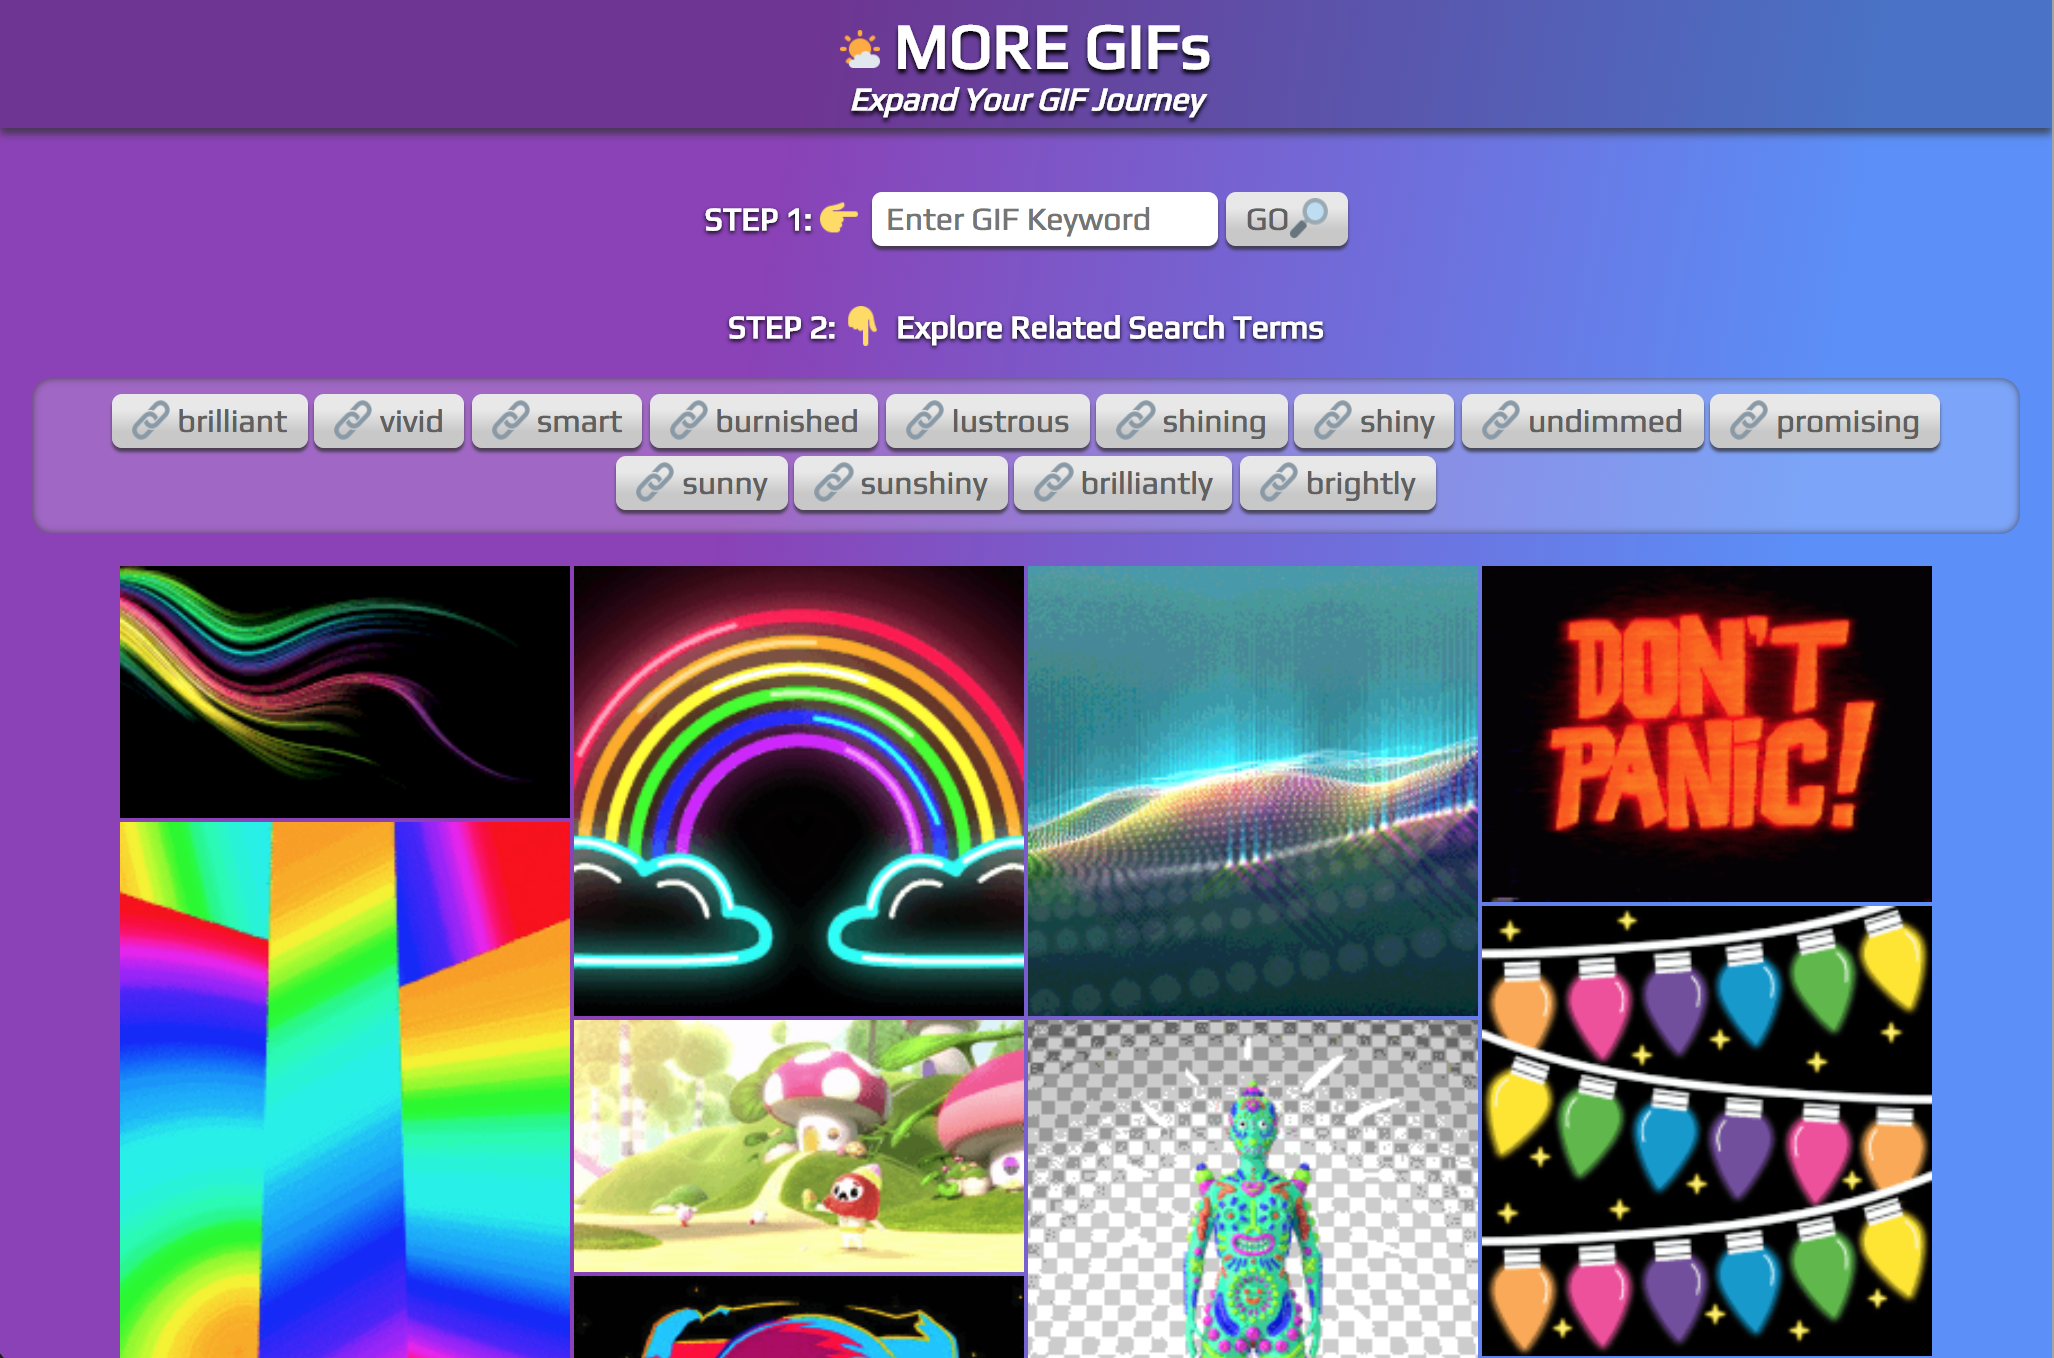 MORE GIFs
Expand Your GIF Journey
STEP 1: Enter GIF Keyword GO
STEP 2: Explore Related Search Terms
brilliant vivid smart burnished lustrous shining shiny undimmed promising
sunny sunshiny brilliantly brightly
DON'T
PANiC!